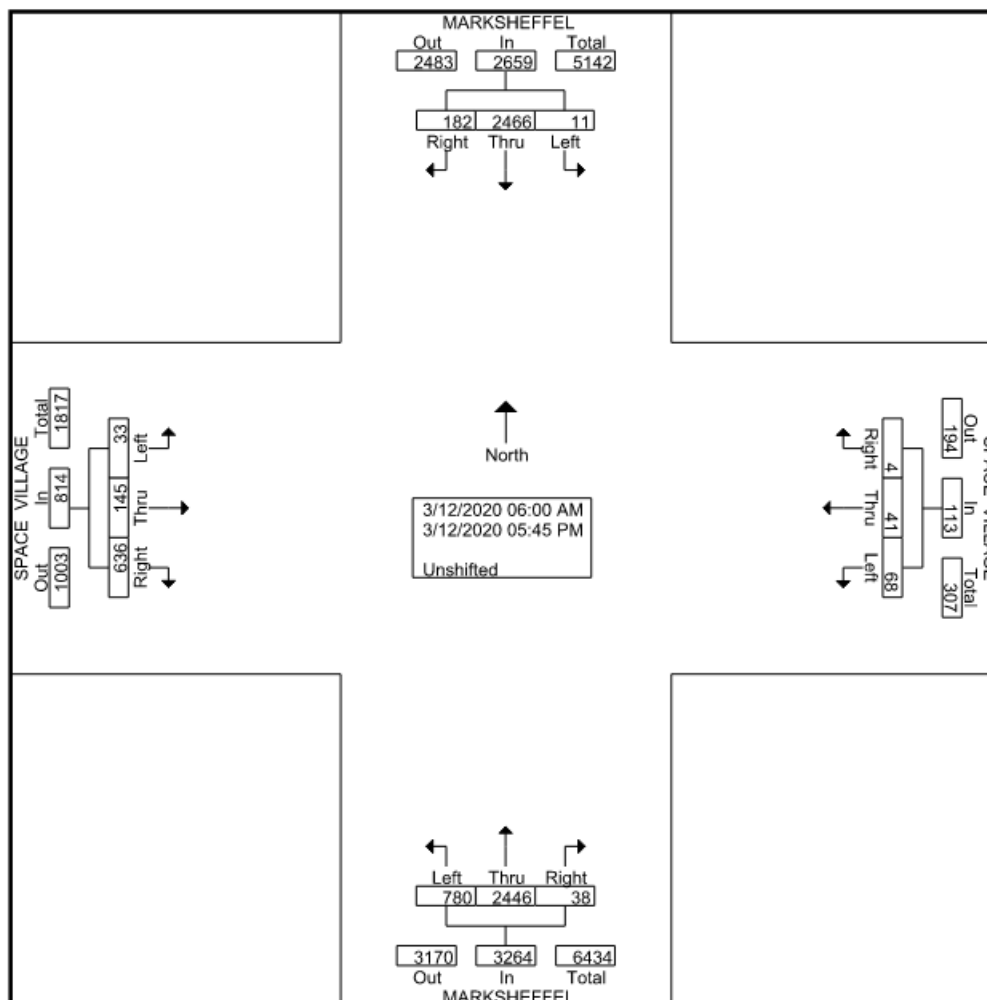 MARKSHEFFEL
Out In Total
2483 2659 5142
182 2466 11
Right Thru Left
SPACE VILLAGE
Total In Out
1817 814 1003
33 145 636
Left Thru Right
North
3/12/2020 06:00 AM
3/12/2020 05:45 PM
Unshifted
Right Thru Left
4 41 68
194 113 307
Out In Total
SPACE VILLAGE
Left Thru Right
780 2446 38
3170 3264 6434
Out In Total
MARKSHEFFEL